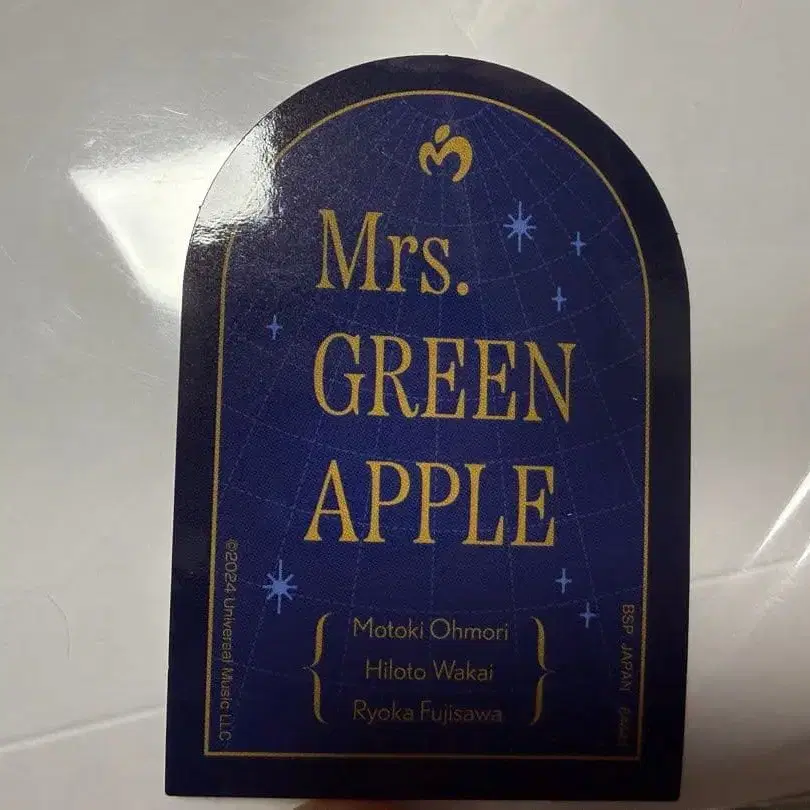 Mrs.
GREEN
APPLE
Motoki Ohmori
Hiloto Wakai
Ryoka Fujisawa
©2024 Universal Music LLC
BSP JAPAN